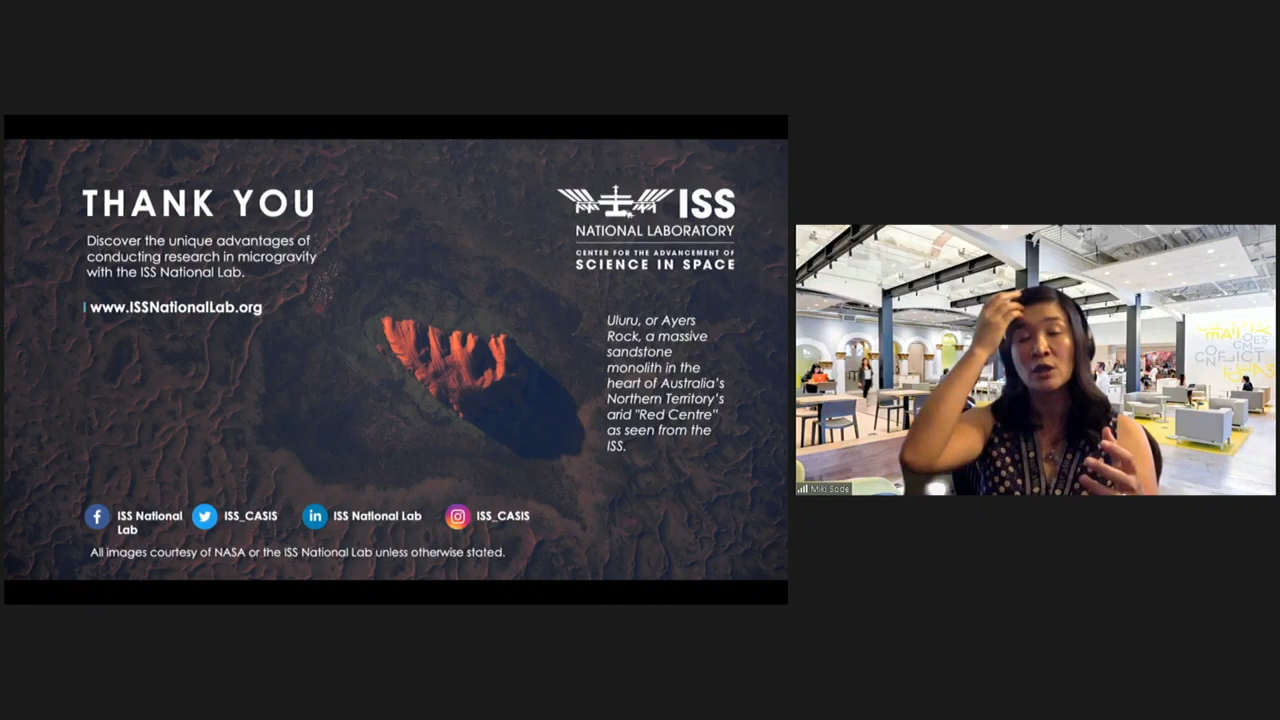 THANK YOU
Discover the unique advantages of
conducting research in microgravity
with the ISS National Lab.
www.ISSNationalLab.org
ISS
NATIONAL LABORATORY
CENTER FOR THE ADVANCEMENT OF
SCIENCE IN SPACE
Uluru, or Ayers
Rock, a massive
sandstone
monolith in the
heart of Australia's
Northern Territory's
arid "Red Centre"
as seen from the
ISS.
ISS National
Lab
ISS_CASIS
ISS National Lab
ISS_CASIS
All images courtesy of NASA or the ISS National Lab unless otherwise stated.
CONFLICT
Miki Sode